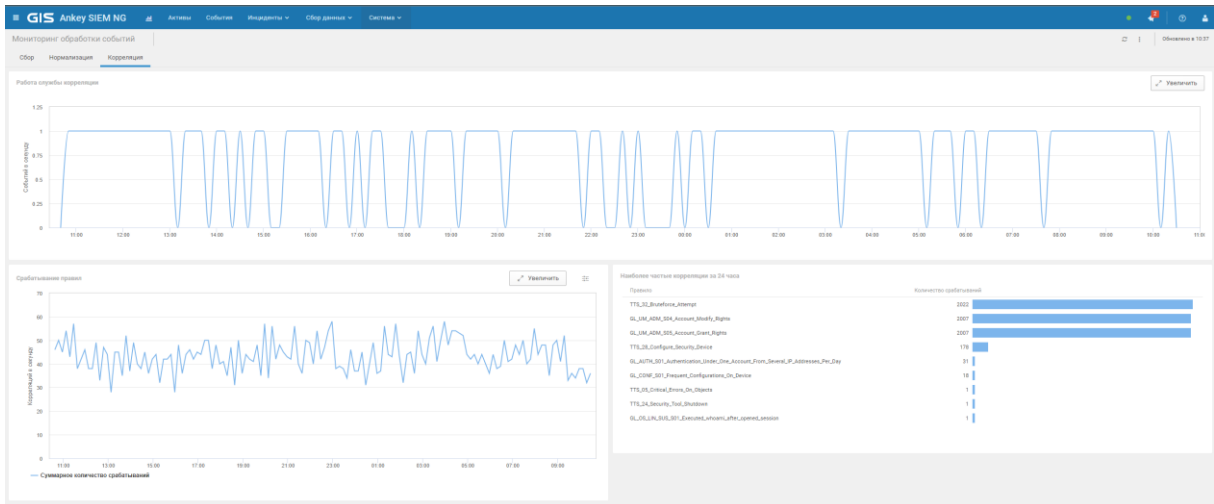 GIS Ankey SIEM NG Активы События Инциденты Сбор данных Система 2
Мониторинг обработки событий Обновлено в 10:37
Сбор Нормализация Корреляция
Работа службы корреляции Увеличить
Событий в секунду
1.25
1
0.75
0.5
0.25
0
11:00 12:00 13:00 14:00 15:00 16:00 17:00 18:00 19:00 20:00 21:00 22:00 23:00 00:00 01:00 02:00 03:00 04:00 05:00 06:00 07:00 08:00 09:00 10:00 11:00
Срабатывания правил Увеличить
Корреляций в секунду
70
60
50
40
30
20
10
0
11:00 13:00 15:00 17:00 19:00 21:00 23:00 01:00 03:00 05:00 07:00 09:00
Суммарное количество срабатываний
Наиболее частые корреляции за 24 часа
Правило Количество срабатываний
TTS_32_Bruteforce_Attempt 2022
GL_UM_ADM_S04_Account_Modify_Rights 2007
GL_UM_ADM_S05_Account_Grant_Rights 2007
TTS_28_Configure_Security_Device 176
GL_AUTH_S01_Authentication_Under_One_Account_From_Several_IP_Addresses_Per_Day 31
GL_CONF_S01_Frequent_Configurations_On_Device 18
TTS_05_Critical_Errors_On_Objects 1
TTS_24_Security_Tool_Shutdown 1
GL_OS_LIN_SUS_S01_Executed_whoami_after_opened_session 1